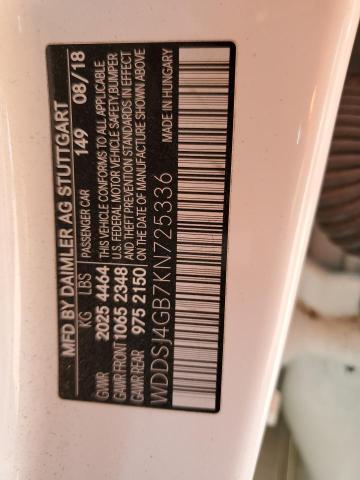 MFD BY DAIMLER AG STUTTGART
KG LBS PASSENGER CAR 149 08/18
GVWR 2025 4464 THIS VEHICLE CONFORMS TO ALL APPLICABLE
GAWR FRONT 1065 2348 U.S. FEDERAL MOTOR VEHICLE SAFETY, BUMPER
GAWR REAR 975 2150 AND THEFT PREVENTION STANDARDS IN EFFECT
ON THE DATE OF MANUFACTURE SHOWN ABOVE
MADE IN HUNGARY
WDDSJ4GB7KN725336